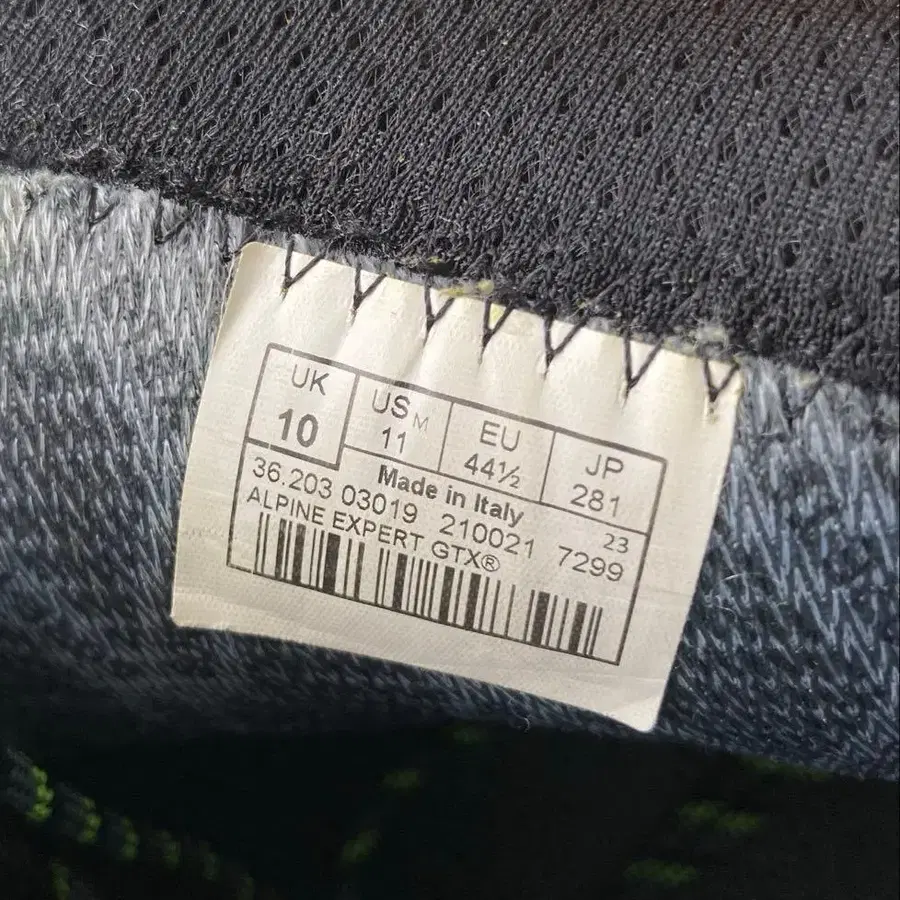 UK US M EU JP
10 11 44½ 281
Made in Italy 23
36.203 03019 210021 7299
ALPINE EXPERT GTX®